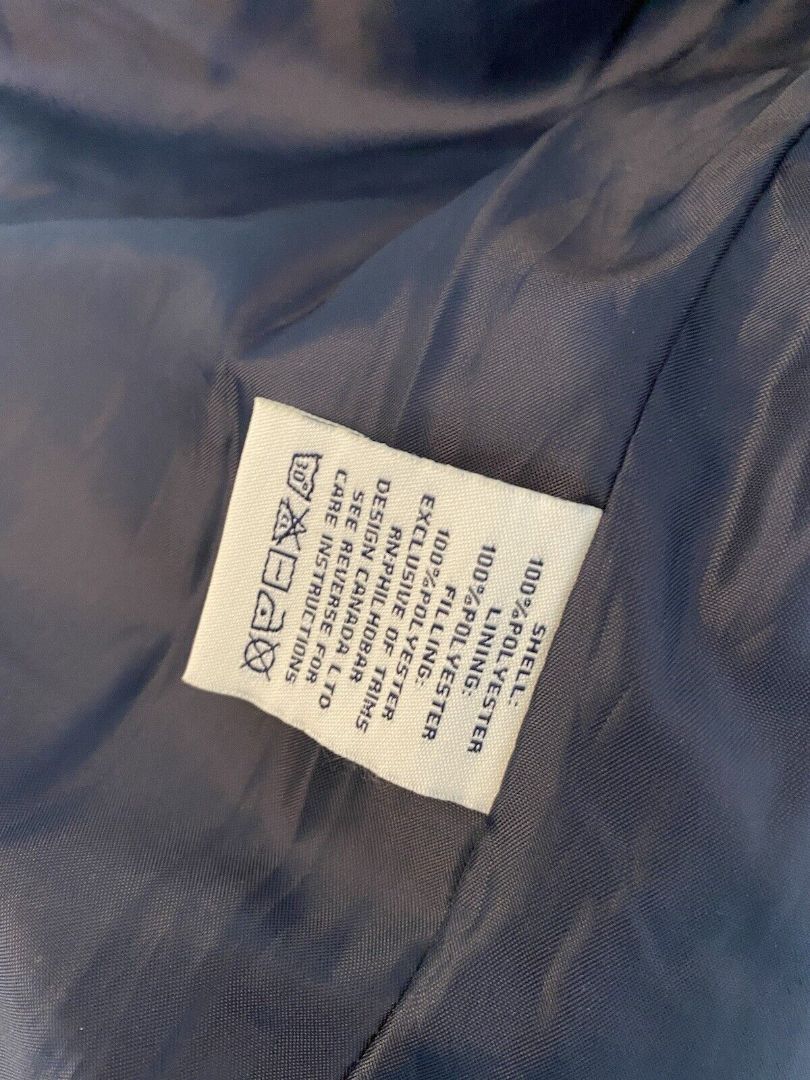 SHELL:
100%POLYESTER
LINING:
100%POLYESTER
FILLING:
100%POLYESTER
EXCLUSIVE OF TRIMS
RN:PHILHOBAR
DESIGN CANADA LTD
SEE REVERSE FOR
CARE INSTRUCTIONS
30°